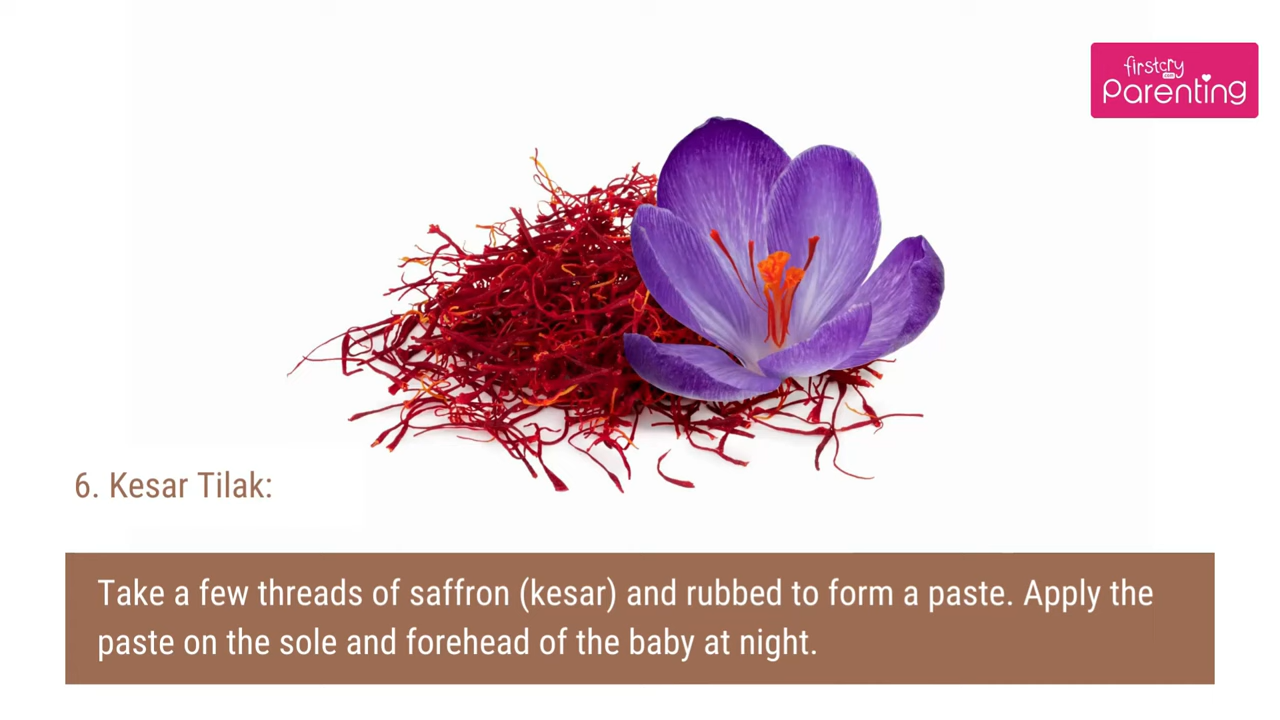 firstcry
.com
Parenting
6. Kesar Tilak:
Take a few threads of saffron (kesar) and rubbed to form a paste. Apply the
paste on the sole and forehead of the baby at night.